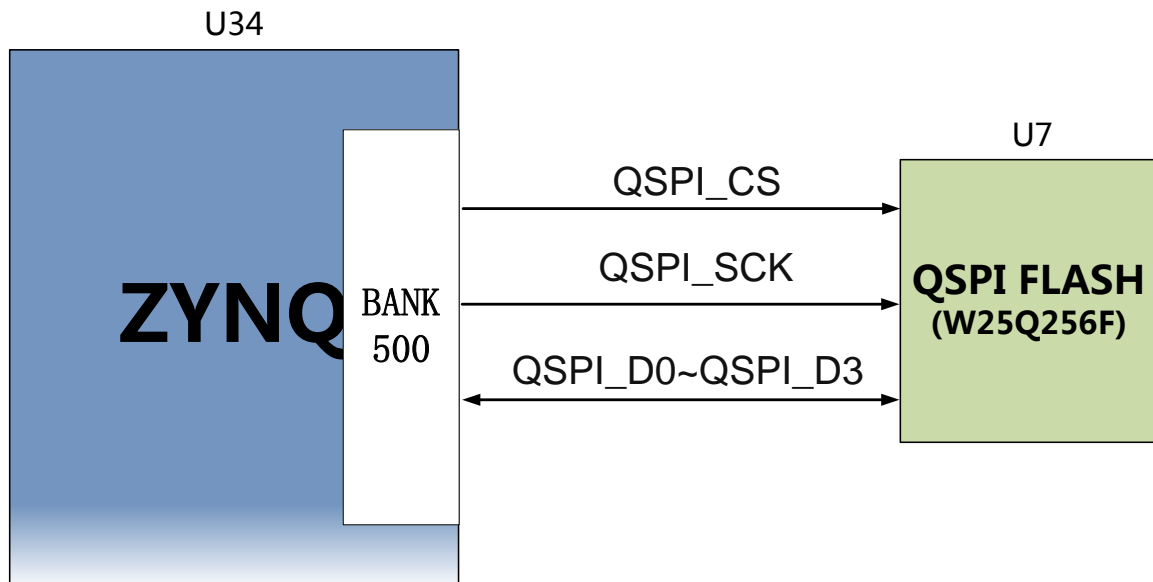 U34
ZYNQ
BANK
500
QSPI_CS
QSPI_SCK
QSPI_D0~QSPI_D3
U7
QSPI FLASH
(W25Q256F)